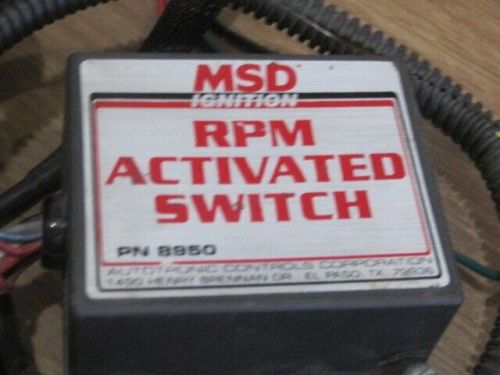 MSD
IGNITION
RPM
ACTIVATED
SWITCH
PN 8950
AUTOTRONIC CONTROLS CORPORATION
1490 HENRY BRENNAN DR., EL PASO, TX. 79936